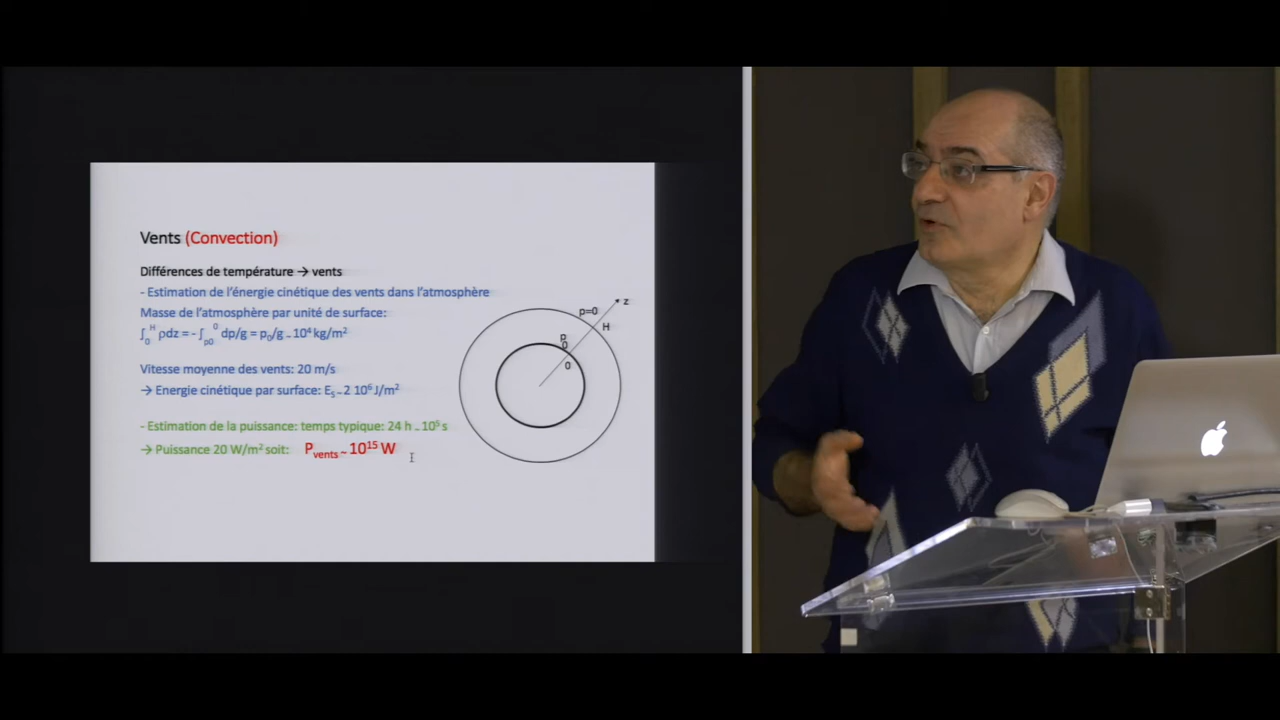 Vents (Convection)
Différences de température → vents
- Estimation de l'énergie cinétique des vents dans l'atmosphère
Masse de l'atmosphère par unité de surface:
∫₀ᴴ ρdz = - ∫ₚ₀⁰ dp/g = p₀/g ~ 10⁴ kg/m²
Vitesse moyenne des vents: 20 m/s
→ Energie cinétique par surface: Eₛ ~ 2 10⁶ J/m²
- Estimation de la puissance: temps typique: 24 h ~ 10⁵ s
→ Puissance 20 W/m² soit: Pvents ~ 10¹⁵ W
z
p=0
H
p
0
0